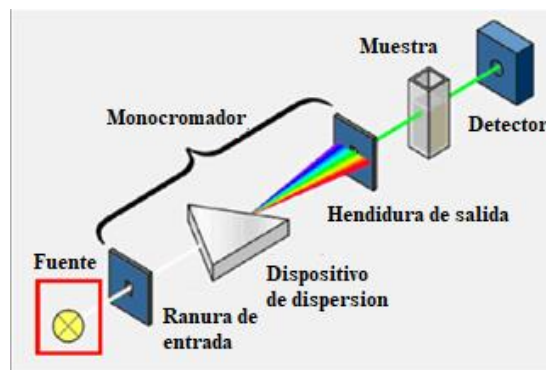 Muestra
Monocromador
Detector
Hendidura de salida
Fuente
Dispositivo
de dispersion
Ranura de
entrada